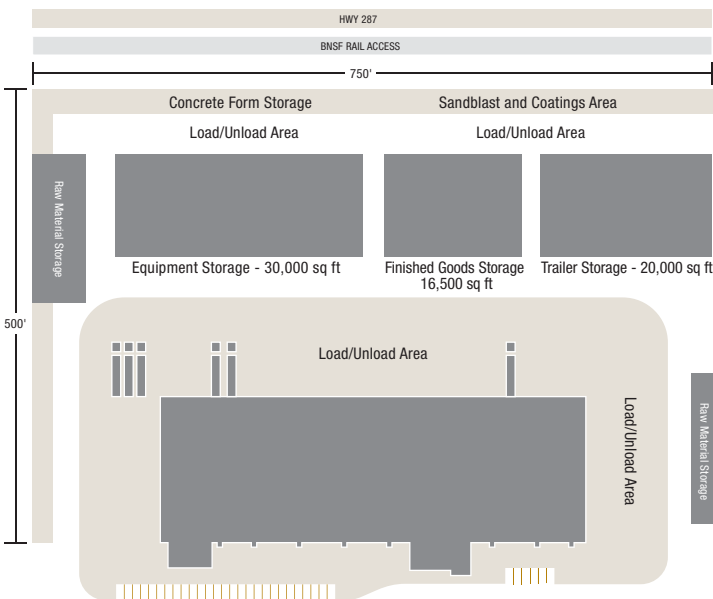 HWY 287
BNSF RAIL ACCESS
750'
Concrete Form Storage
Sandblast and Coatings Area
Load/Unload Area
Load/Unload Area
Raw Material Storage
Equipment Storage - 30,000 sq ft
Finished Goods Storage
16,500 sq ft
Trailer Storage - 20,000 sq ft
500'
Load/Unload Area
Load/Unload Area
Raw Material Storage